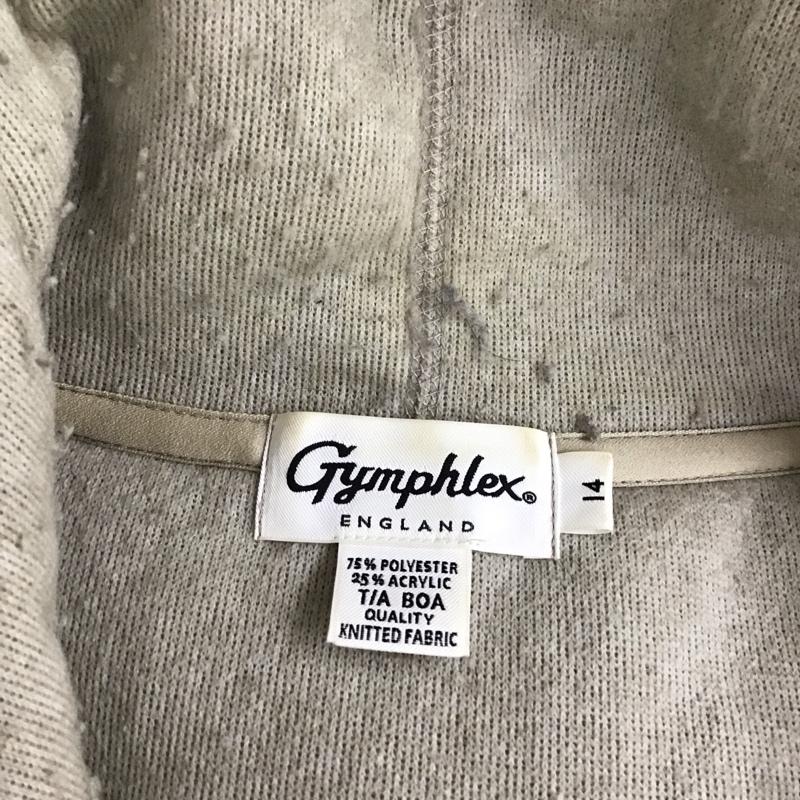 Gymphlex®
ENGLAND
14
75% POLYESTER
25% ACRYLIC
T/A BOA
QUALITY
KNITTED FABRIC